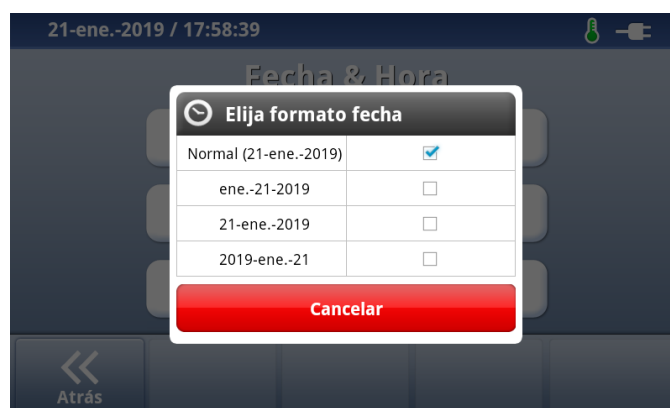 21-ene.-2019 / 17:58:39
Fecha & Hora
Elija formato fecha
Normal (21-ene.-2019)
ene.-21-2019
21-ene.-2019
2019-ene.-21
Cancelar
Atrás